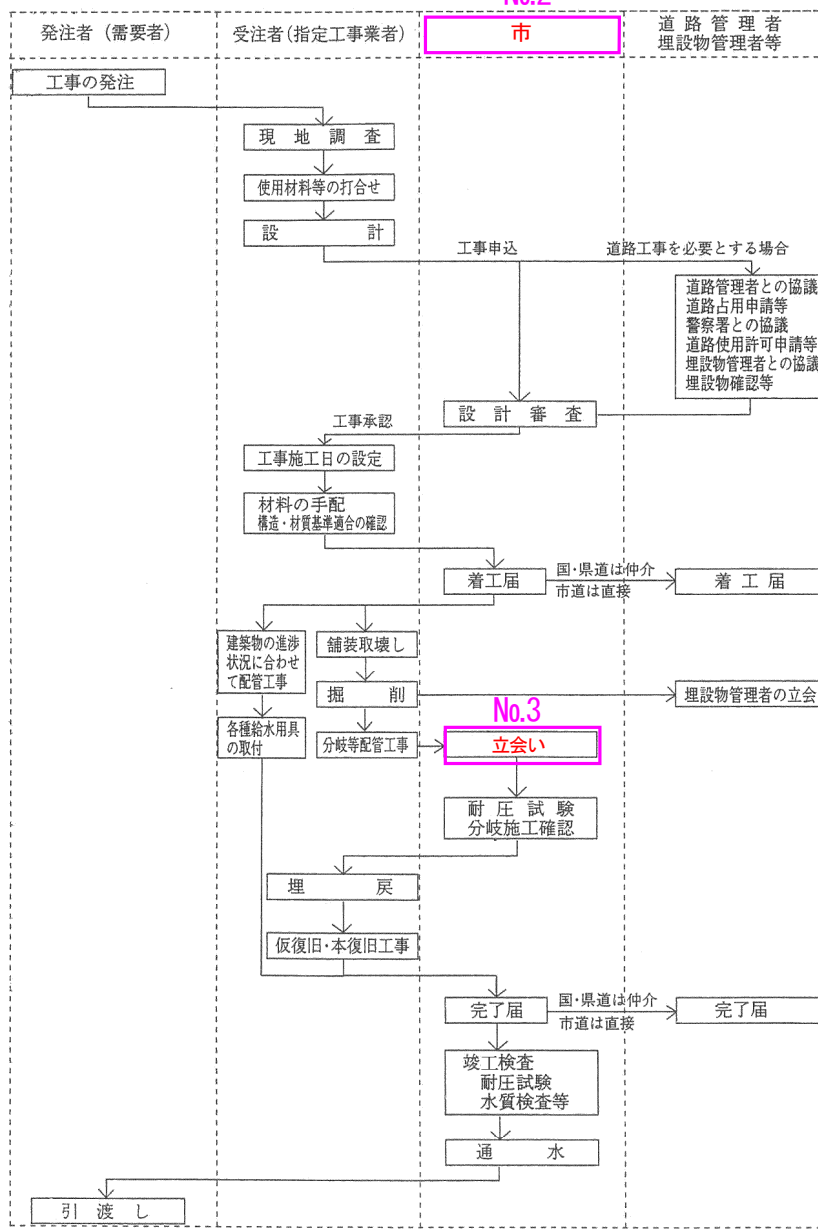 No.2
発注者（需要者）
受注者（指定工事業者）
市
道路管理者
埋設物管理者等
工事の発注
現地調査
使用材料等の打合せ
設計
工事申込
道路工事を必要とする場合
道路管理者との協議
道路占用申請等
警察署との協議
道路使用許可申請等
埋設物管理者との協議
埋設物確認等
設計審査
工事承認
工事施工日の設定
材料の手配
構造・材質基準適合の確認
着工届
国・県道は仲介
市道は直接
着工届
建築物の進渉
状況に合わせ
て配管工事
舗装取壊し
掘削
埋設物管理者の立会
No.3
各種給水用具
の取付
分岐等配管工事
立会い
耐圧試験
分岐施工確認
埋戻
仮復旧・本復旧工事
完了届
国・県道は仲介
市道は直接
完了届
竣工検査
耐圧試験
水質検査等
通水
引渡し